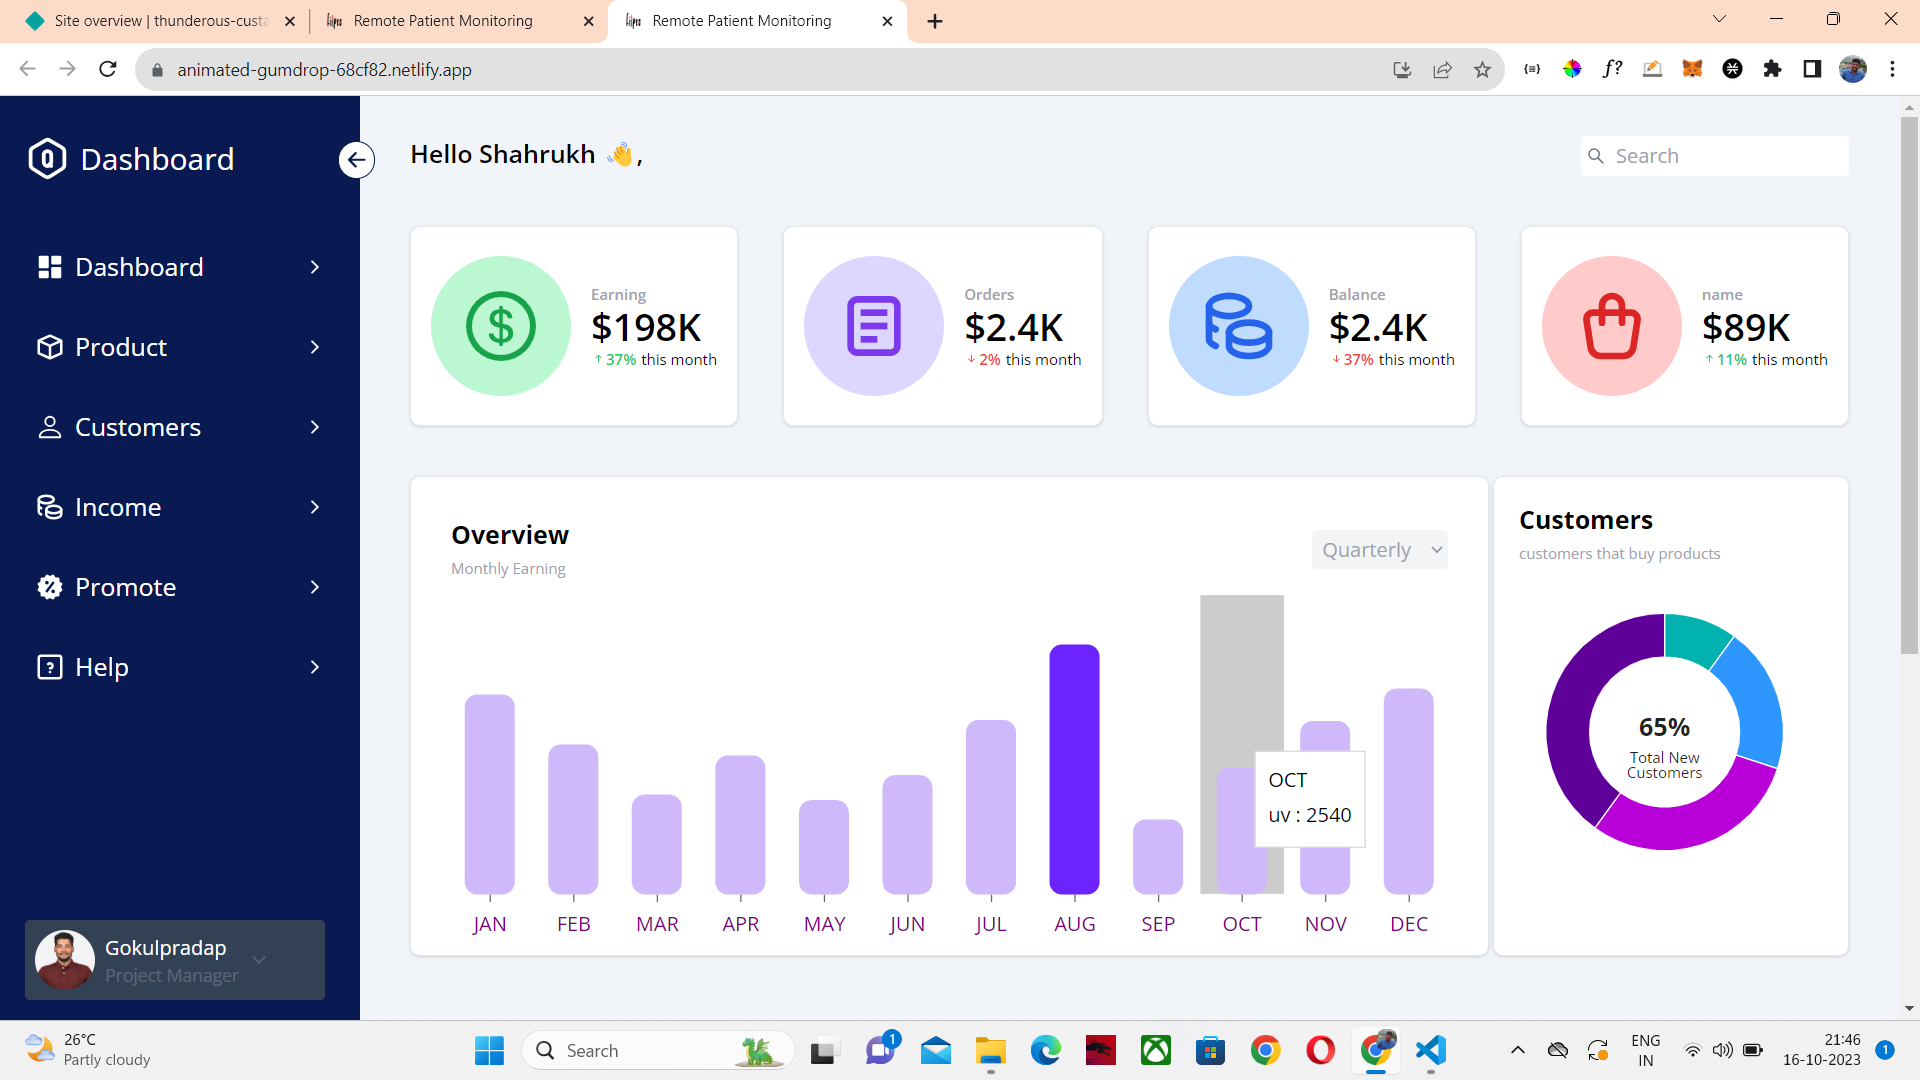 Site overview | thunderous-custa
Remote Patient Monitoring
Remote Patient Monitoring
animated-gumdrop-68cf82.netlify.app
f?
Dashboard
Dashboard
Product
Customers
Income
Promote
Help
Gokulpradap
Project Manager
Hello Shahrukh 👋,
Search
Earning
$198K
37% this month
Orders
$2.4K
2% this month
Balance
$2.4K
37% this month
name
$89K
11% this month
Overview
Monthly Earning
Quarterly
OCT
uv : 2540
JAN FEB MAR APR MAY JUN JUL AUG SEP OCT NOV DEC
Customers
customers that buy products
65%
Total New
Customers
26°C
Partly cloudy
Search
1
ENG
IN
21:46
16-10-2023
1